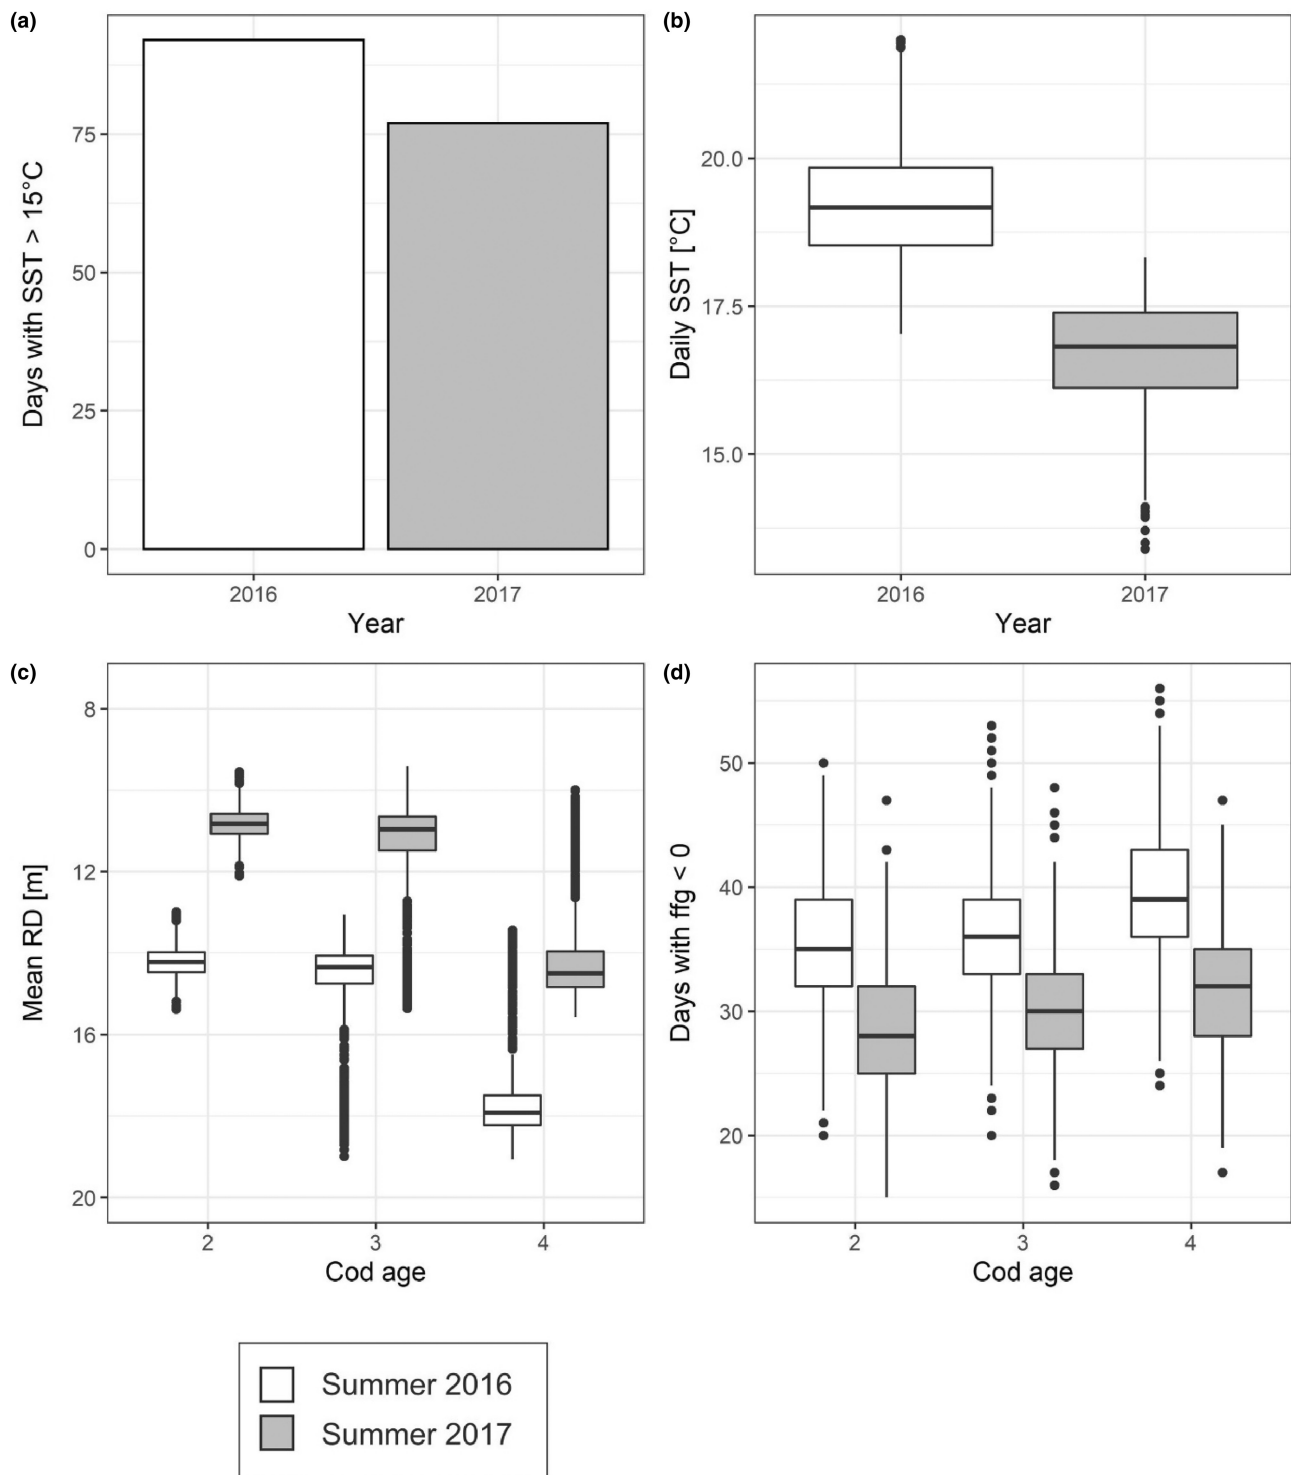 (a)
Days with SST > 15°C
75
50
25
0
2016
2017
Year
(b)
Daily SST [°C]
20.0
17.5
15.0
2016
2017
Year
(c)
Mean RD [m]
8
12
16
20
2
3
4
Cod age
(d)
Days with ffg < 0
50
40
30
20
2
3
4
Cod age
Summer 2016
Summer 2017